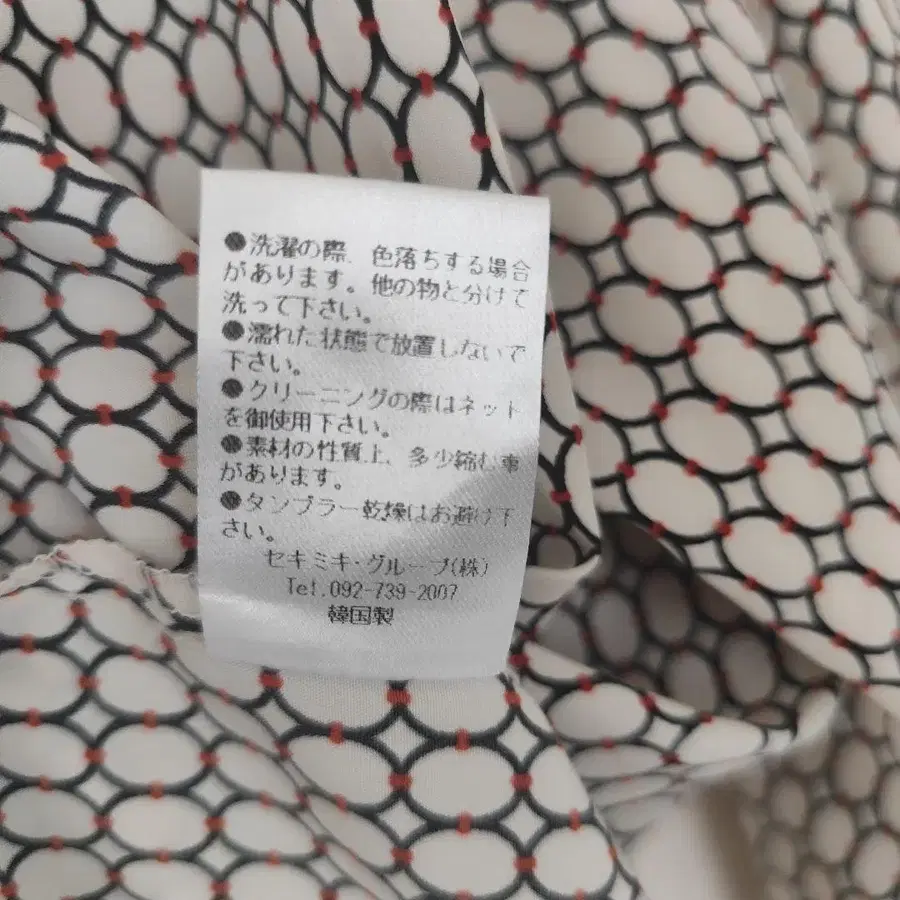 ●洗濯の際、色落ちする場合
があります。他の物と分けて
洗って下さい。
●濡れた状態で放置しないで
下さい。
●クリーニングの際はネット
を御使用下さい。
●素材の性質上、多少縮む事
があります。
●タンブラー乾燥はお避け下
さい。
セキミキ・グループ(株)
Tel.092-739-2007
韓国製